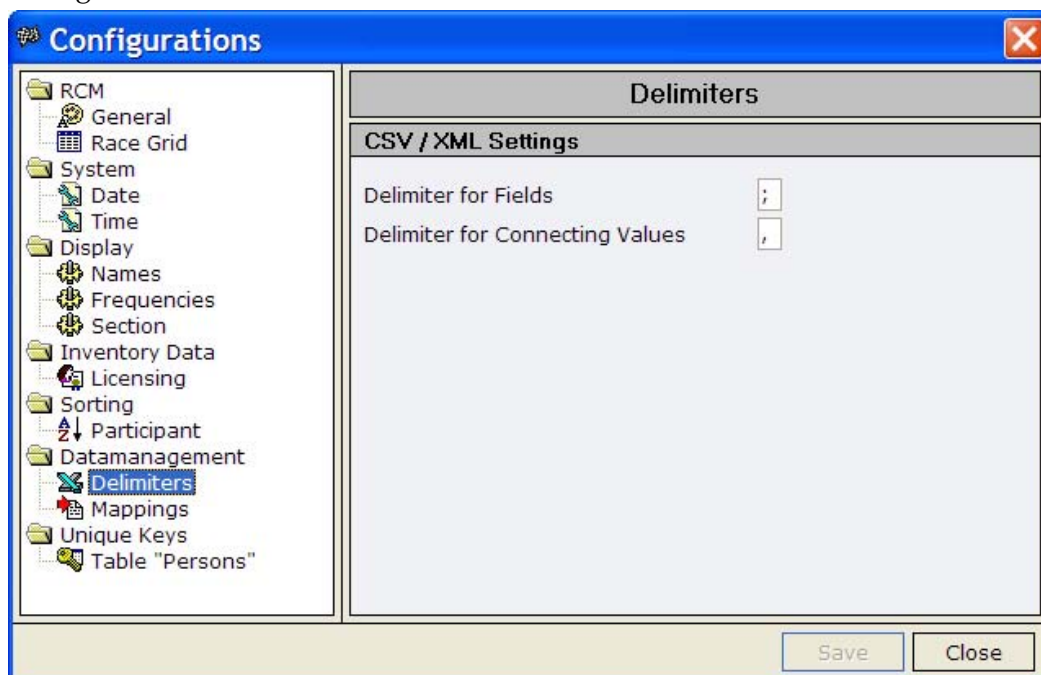 Configurations
RCM
General
Race Grid
System
Date
Time
Display
Names
Frequencies
Section
Inventory Data
Licensing
Sorting
Participant
Datamanagement
Delimiters
Mappings
Unique Keys
Table "Persons"
Delimiters
CSV / XML Settings
Delimiter for Fields ;
Delimiter for Connecting Values ,
Save Close